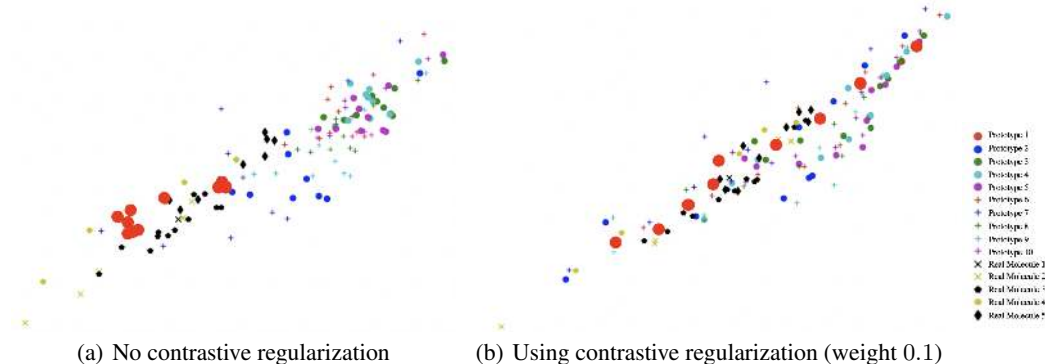 Prototype 1
Prototype 2
Prototype 3
Prototype 4
Prototype 5
Prototype 6
Prototype 7
Prototype 8
Prototype 9
Prototype 10
Real Molecule 1
Real Molecule 2
Real Molecule 3
Real Molecule 4
Real Molecule 5
(a) No contrastive regularization
(b) Using contrastive regularization (weight 0.1)